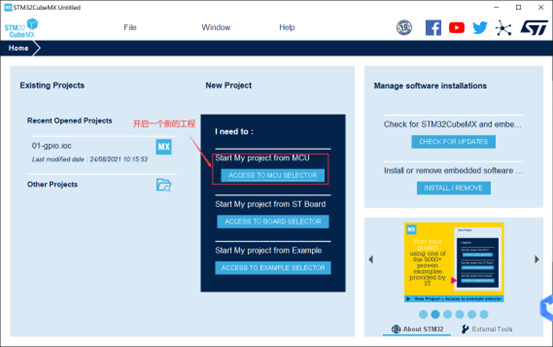 STM32CubeMX Untitled
STM32
CubeMX
File
Window
Help
Home
Existing Projects
Recent Opened Projects
01-gpio.ioc
MX
Last modified date : 24/08/2021 10:15:53
Other Projects
New Project
开启一个新的工程
I need to :
Start My project from MCU
ACCESS TO MCU SELECTOR
Start My project from ST Board
ACCESS TO BOARD SELECTOR
Start My project from Example
ACCESS TO EXAMPLE SELECTOR
Manage software installations
Check for STM32CubeMX and embe...
CHECK FOR UPDATES
Install or remove embedded software ...
INSTALL / REMOVE
MX
Start your
project
using one of
the 9000+
proven
examples
provided by
ST
New Project > Access to example selector
About STM32
External Tools